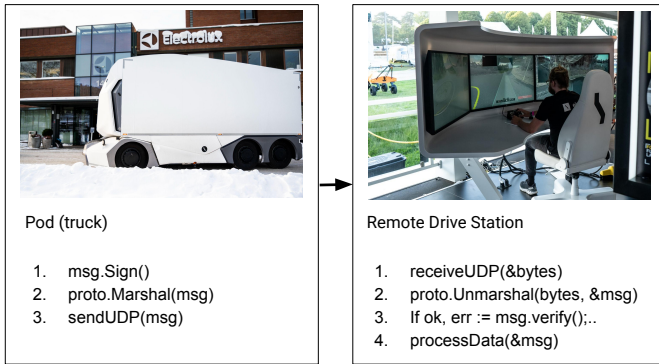 Electrolux
Pod (truck)
1. msg.Sign()
2. proto.Marshal(msg)
3. sendUDP(msg)
Remote Drive Station
1. receiveUDP(&bytes)
2. proto.Unmarshal(bytes, &msg)
3. If ok, err := msg.verify();..
4. processData(&msg)